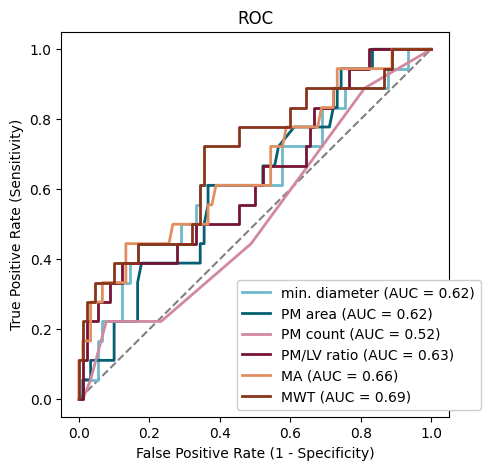 ROC
True Positive Rate (Sensitivity)
1.0
0.8
0.6
0.4
0.2
0.0
min. diameter (AUC = 0.62)
PM area (AUC = 0.62)
PM count (AUC = 0.52)
PM/LV ratio (AUC = 0.63)
MA (AUC = 0.66)
MWT (AUC = 0.69)
0.0 0.2 0.4 0.6 0.8 1.0
False Positive Rate (1 - Specificity)